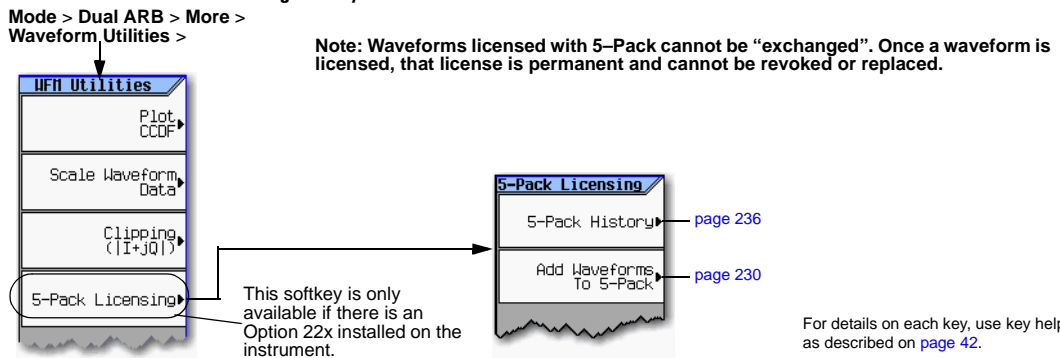 Mode > Dual ARB > More >
Waveform Utilities >
Note: Waveforms licensed with 5–Pack cannot be “exchanged”. Once a waveform is
licensed, that license is permanent and cannot be revoked or replaced.
WFM Utilities
Plot
CCDF
Scale Waveform
Data
Clipping
(|I+jQ|)
5-Pack Licensing
This softkey is only
available if there is an
Option 22x installed on the
instrument.
5-Pack Licensing
5-Pack History
page 236
Add Waveforms
To 5-Pack
page 230
For details on each key, use key help
as described on page 42.